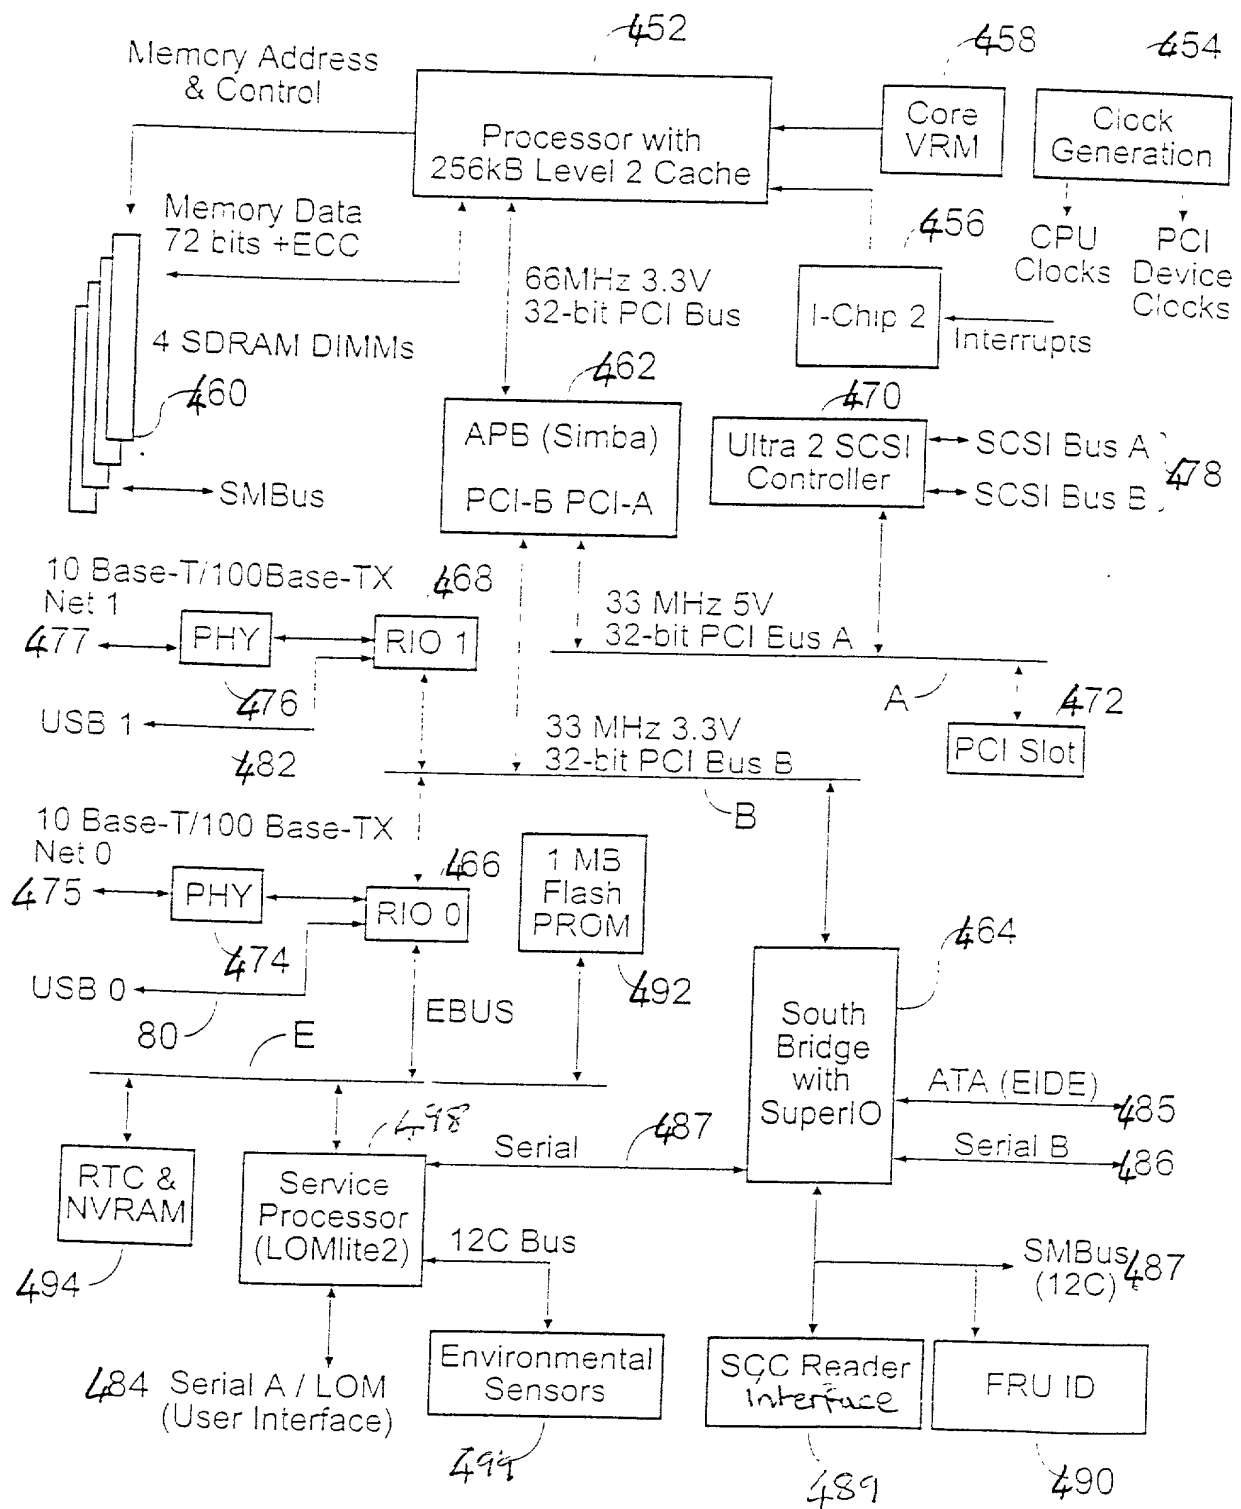 452
458
454
Memory Address
& Control
Processor with
256kB Level 2 Cache
Core
VRM
Clock
Generation
Memory Data
72 bits +ECC
456
CPU
Clocks
PCI
Device
Clocks
66MHz 3.3V
32-bit PCI Bus
I-Chip 2
Interrupts
4 SDRAM DIMMs
460
462
470
APB (Simba)
PCI-B PCI-A
Ultra 2 SCSI
Controller
SCSI Bus A
SCSI Bus B
478
SMBus
10 Base-T/100Base-TX
Net 1
468
477
PHY
RIO 1
33 MHz 5V
32-bit PCI Bus A
476
A
472
USB 1
482
33 MHz 3.3V
32-bit PCI Bus B
PCI Slot
B
10 Base-T/100 Base-TX
Net 0
466
1 MB
Flash
PROM
475
PHY
RIO 0
474
464
USB 0
492
80
E
EBUS
South
Bridge
with
SuperIO
ATA (EIDE)
485
498
Serial
487
Serial B
486
RTC &
NVRAM
Service
Processor
(LOMlite2)
12C Bus
494
SMBus
(12C)
487
484 Serial A / LOM
(User Interface)
Environmental
Sensors
SCC Reader
Interface
FRU ID
499
489
490